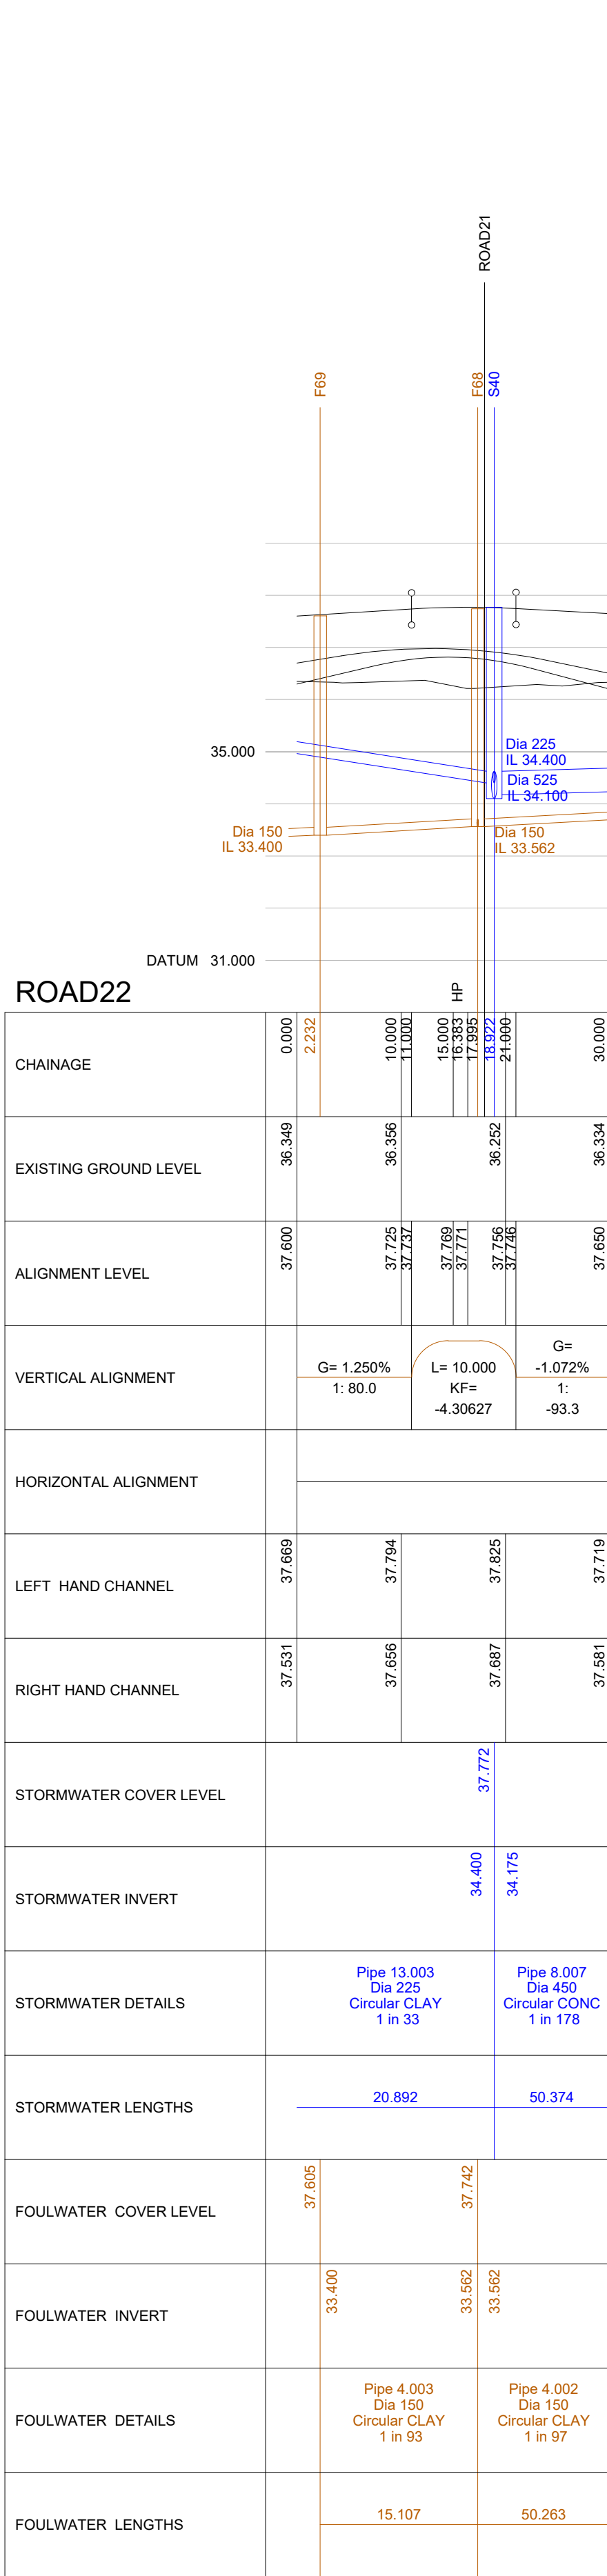 ROAD21
F69
F68
S40
35.000
Dia 225
IL 34.400
Dia 525
IL 34.100
Dia 150
IL 33.400
Dia 150
IL 33.562
DATUM 31.000
ROAD22
HP
CHAINAGE
0.000
2.232
10.000
11.000
15.000
16.383
17.995
18.922
21.000
30.000
EXISTING GROUND LEVEL
36.349
36.356
36.252
36.334
ALIGNMENT LEVEL
37.600
37.725
37.737
37.769
37.771
37.756
37.746
37.650
VERTICAL ALIGNMENT
G= 1.250%
1: 80.0
L= 10.000
KF=
-4.30627
G=
-1.072%
1:
-93.3
HORIZONTAL ALIGNMENT
LEFT HAND CHANNEL
37.669
37.794
37.825
37.719
RIGHT HAND CHANNEL
37.531
37.656
37.687
37.581
STORMWATER COVER LEVEL
37.772
STORMWATER INVERT
34.400
34.175
STORMWATER DETAILS
Pipe 13.003
Dia 225
Circular CLAY
1 in 33
Pipe 8.007
Dia 450
Circular CONC
1 in 178
STORMWATER LENGTHS
20.892
50.374
FOULWATER COVER LEVEL
37.605
37.742
FOULWATER INVERT
33.400
33.562
33.562
FOULWATER DETAILS
Pipe 4.003
Dia 150
Circular CLAY
1 in 93
Pipe 4.002
Dia 150
Circular CLAY
1 in 97
FOULWATER LENGTHS
15.107
50.263